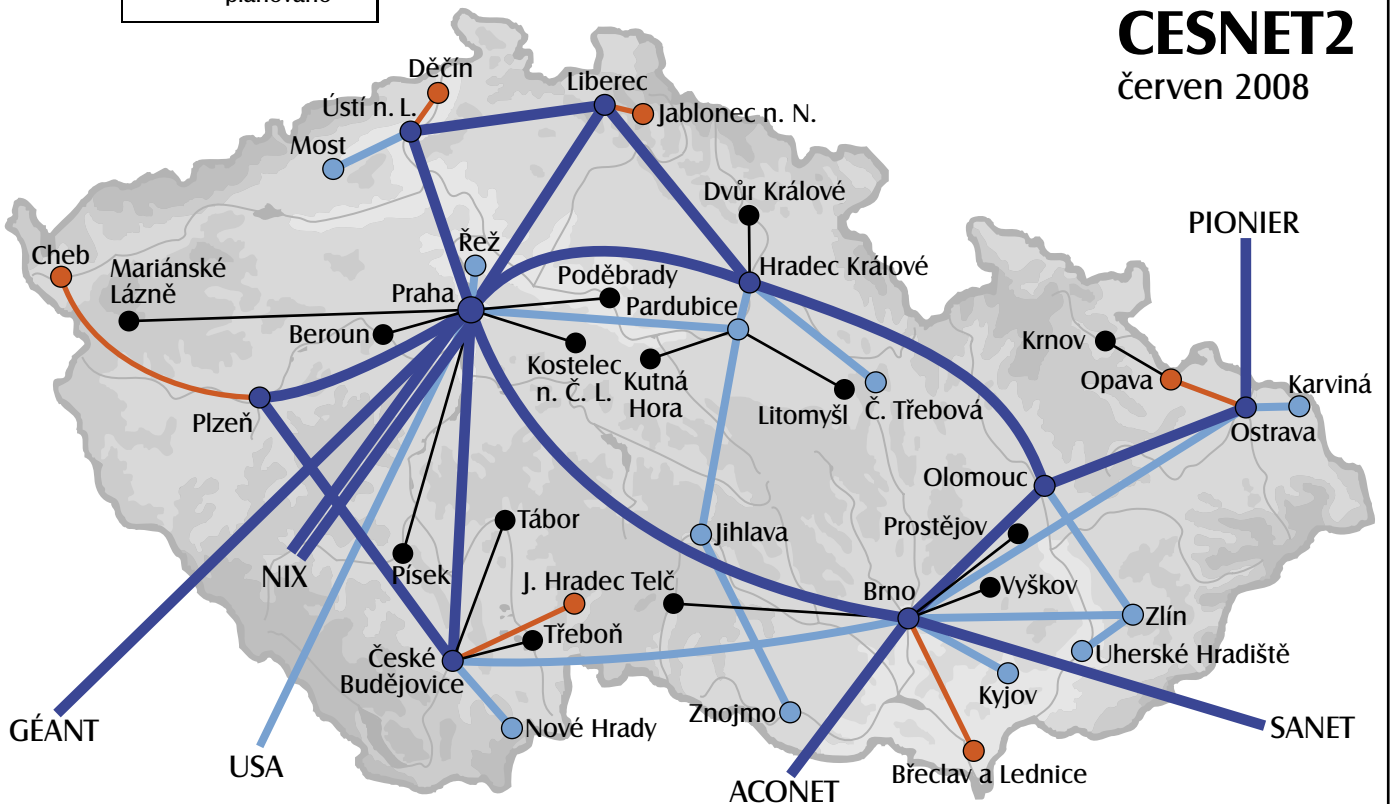 plánováno
CESNET2
červen 2008
Děčín
Liberec
Ústí n. L.
Jablonec n. N.
Most
Dvůr Králové
PIONIER
Řež
Cheb
Mariánské
Lázně
Poděbrady
Hradec Králové
Praha
Pardubice
Beroun
Krnov
Kostelec
n. Č. L.
Kutná
Hora
Opava
Karviná
Litomyšl
Č. Třebová
Plzeň
Ostrava
Olomouc
Tábor
Prostějov
Jihlava
NIX
Písek
J. Hradec
Telč
Brno
Vyškov
Třeboň
Zlín
České
Budějovice
Uherské Hradiště
Kyjov
Znojmo
Nové Hrady
GÉANT
SANET
USA
Břeclav a Lednice
ACONET